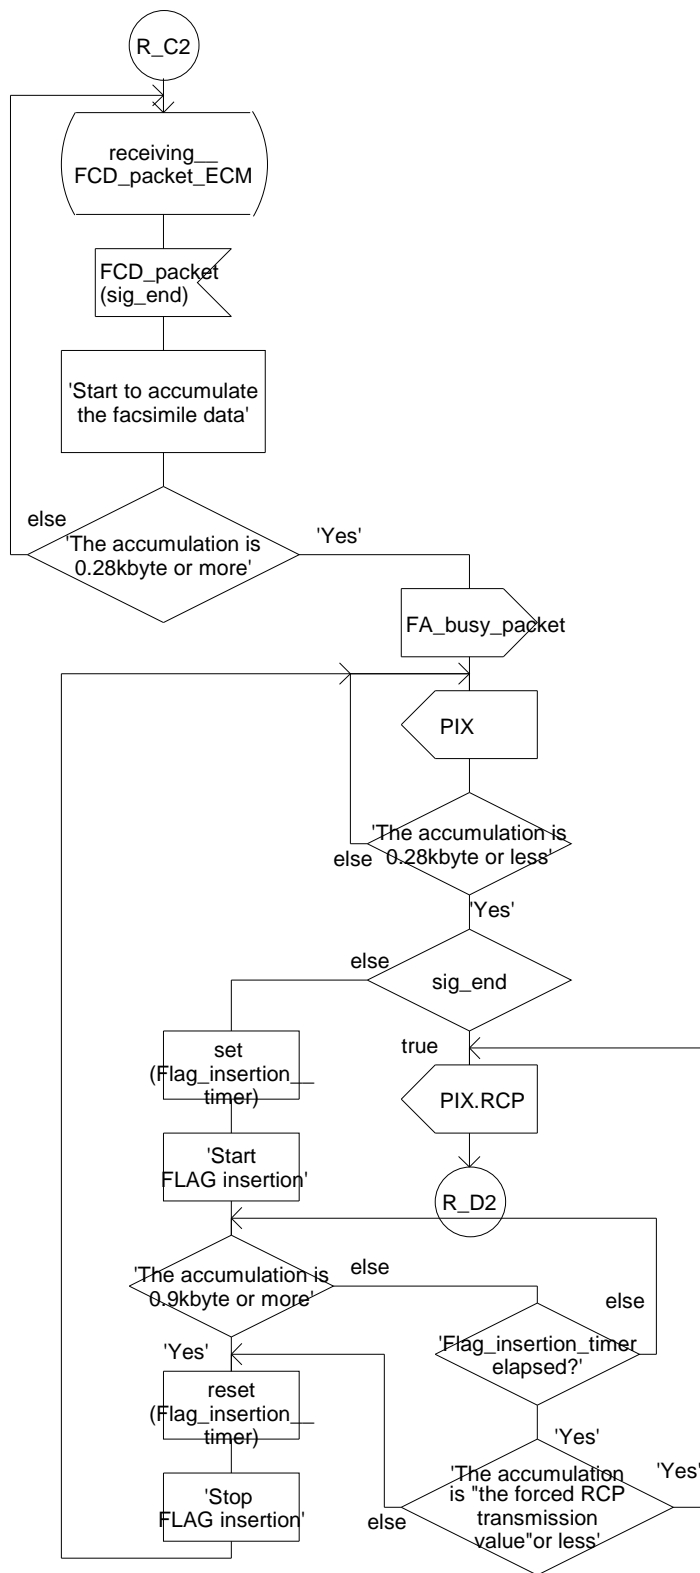 R_C2
receiving__
FCD_packet_ECM
FCD_packet
(sig_end)
'Start to accumulate
the facsimile data'
else
'The accumulation is
0.28kbyte or more'
'Yes'
FA_busy_packet
PIX
'The accumulation is
0.28kbyte or less'
else
'Yes'
else
sig_end
true
set
(Flag_insertion__
timer)
PIX.RCP
'Start
FLAG insertion'
R_D2
'The accumulation is
0.9kbyte or more'
else
else
'Flag_insertion_timer
elapsed?'
'Yes'
reset
(Flag_insertion__
timer)
'Yes'
'The accumulation
is "the forced RCP
transmission
value"or less'
'Yes'
else
'Stop
FLAG insertion'